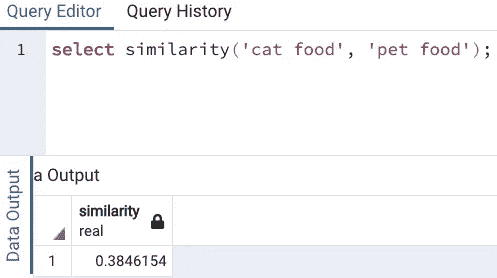 Query Editor Query History
1 select similarity('cat food', 'pet food');
Data Output
a Output
similarity
real
1 0.3846154